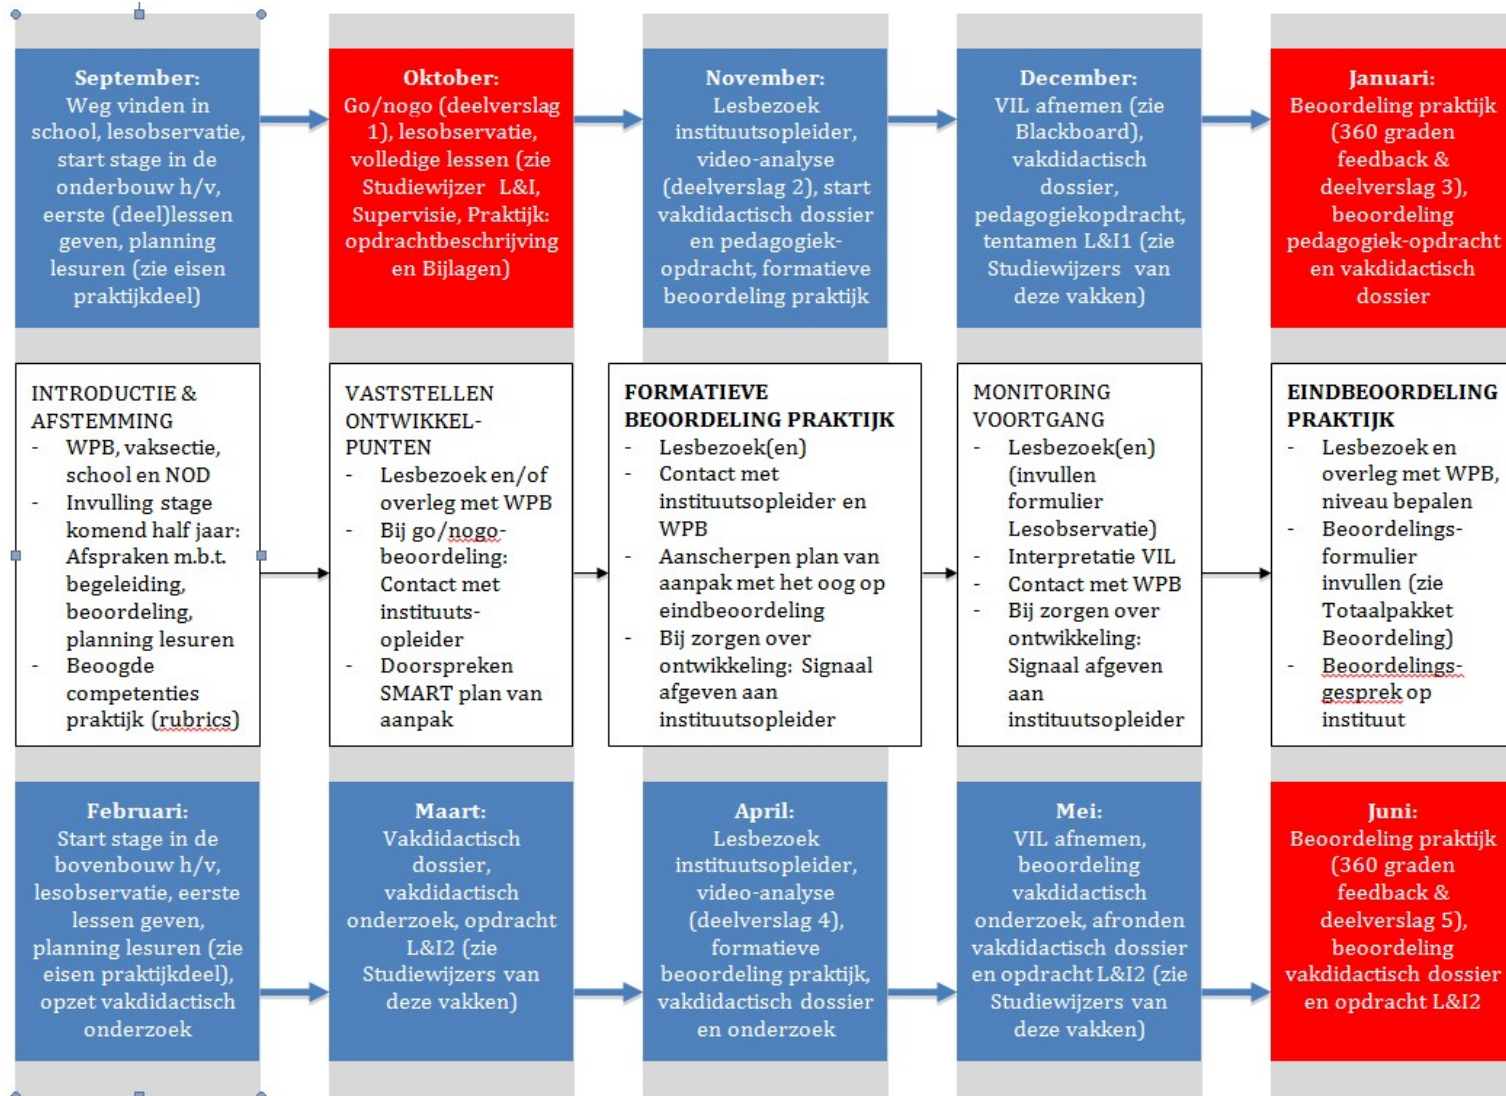 September:
Weg vinden in
school, lesobservatie,
start stage in de
onderbouw h/v,
eerste (deel)lessen
geven, planning
lesuren (zie eisen
praktijkdeel)
Oktober:
Go/nogo (deelverslag
1), lesobservatie,
volledige lessen (zie
Studiewijzer L&I,
Supervisie, Praktijk:
opdrachtbeschrijving
en Bijlagen)
November:
Lesbezoek
instituutsopleider,
video-analyse
(deelverslag 2), start
vakdidactisch dossier
en pedagogiek-
opdracht, formatieve
beoordeling praktijk
December:
VIL afnemen (zie
Blackboard),
vakdidactisch
dossier,
pedagogiekopdracht,
tentamen L&I1 (zie
Studiewijzers van
deze vakken)
Januari:
Beoordeling praktijk
(360 graden
feedback &
deelverslag 3),
beoordeling
pedagogiek-opdracht
en vakdidactisch
dossier
INTRODUCTIE &
AFSTEMMING
- WPB, vaksectie,
school en NOD
- Invulling stage
komend half jaar:
Afspraken m.b.t.
begeleiding,
beoordeling,
planning lesuren
- Beoogde
competenties
praktijk (rubrics)
VASTSTELLEN
ONTWIKKEL-
PUNTEN
- Lesbezoek en/of
overleg met WPB
- Bij go/nogo-
beoordeling:
Contact met
instituuts-
opleider
- Doorspreken
SMART plan van
aanpak
FORMATIEVE
BEOORDELING PRAKTIJK
- Lesbezoek(en)
- Contact met
instituutsopleider en
WPB
- Aanscherpen plan van
aanpak met het oog op
eindbeoordeling
- Bij zorgen over
ontwikkeling: Signaal
afgeven aan
instituutsopleider
MONITORING
VOORTGANG
- Lesbezoek(en)
(invullen
formulier
Lesobservatie)
- Interpretatie VIL
- Contact met WPB
- Bij zorgen over
ontwikkeling:
Signaal afgeven
aan
instituutsopleider
EINDBEOORDELING
PRAKTIJK
- Lesbezoek en
overleg met WPB,
niveau bepalen
- Beoordelings-
formulier
invullen (zie
Totaalpakket
Beoordeling)
- Beoordelings-
gesprek op
instituut
Februari:
Start stage in de
bovenbouw h/v,
lesobservatie, eerste
lessen geven,
planning lesuren (zie
eisen praktijkdeel),
opzet vakdidactisch
onderzoek
Maart:
Vakdidactisch
dossier,
vakdidactisch
onderzoek, opdracht
L&I2 (zie
Studiewijzers van
deze vakken)
April:
Lesbezoek
instituutsopleider,
video-analyse
(deelverslag 4),
formatieve
beoordeling praktijk,
vakdidactisch dossier
en onderzoek
Mei:
VIL afnemen,
beoordeling
vakdidactisch
onderzoek, afronden
vakdidactisch dossier
en opdracht L&I2 (zie
Studiewijzers van
deze vakken)
Juni:
Beoordeling praktijk
(360 graden
feedback &
deelverslag 5),
beoordeling
vakdidactisch dossier
en opdracht L&I2